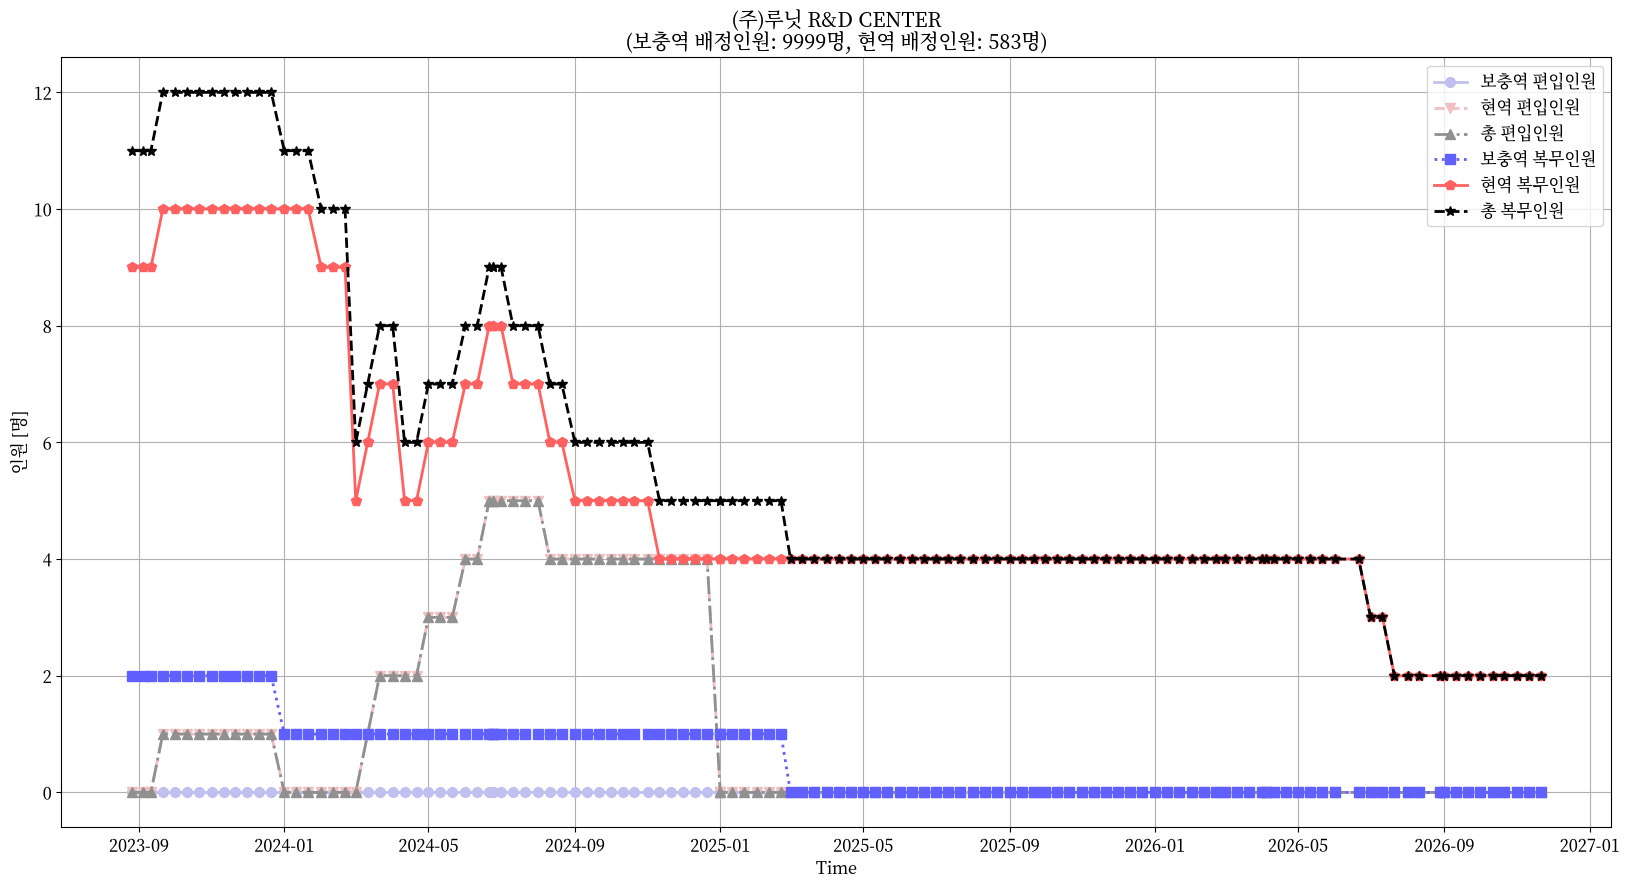 (주)루닛 R&D CENTER
(보충역 배정인원: 9999명, 현역 배정인원: 583명)
보충역 편입인원
현역 편입인원
총 편입인원
보충역 복무인원
현역 복무인원
총 복무인원
인원 [명]
12
10
8
6
4
2
0
2023-09 2024-01 2024-05 2024-09 2025-01 2025-05 2025-09 2026-01 2026-05 2026-09 2027-01
Time